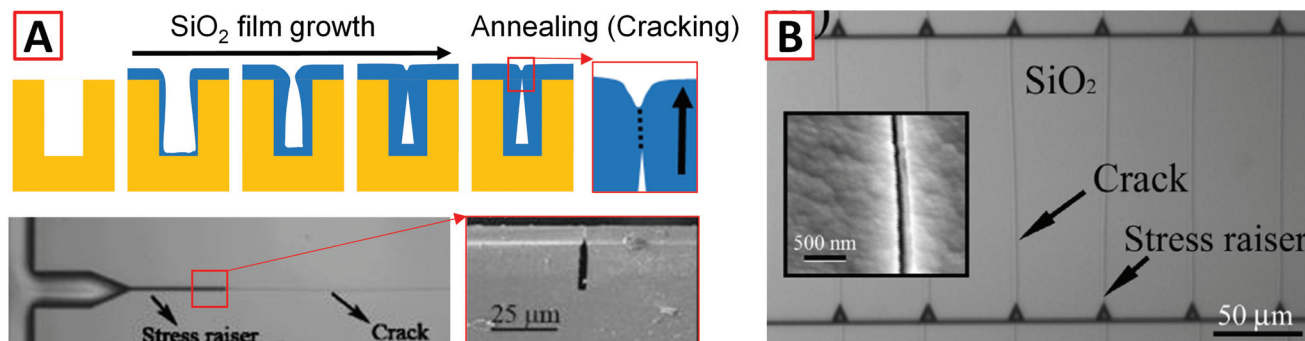 A
SiO₂ film growth
Annealing (Cracking)
Stress raiser
Crack
25 μm
B
)
SiO₂
Crack
Stress raiser
500 nm
50 μm